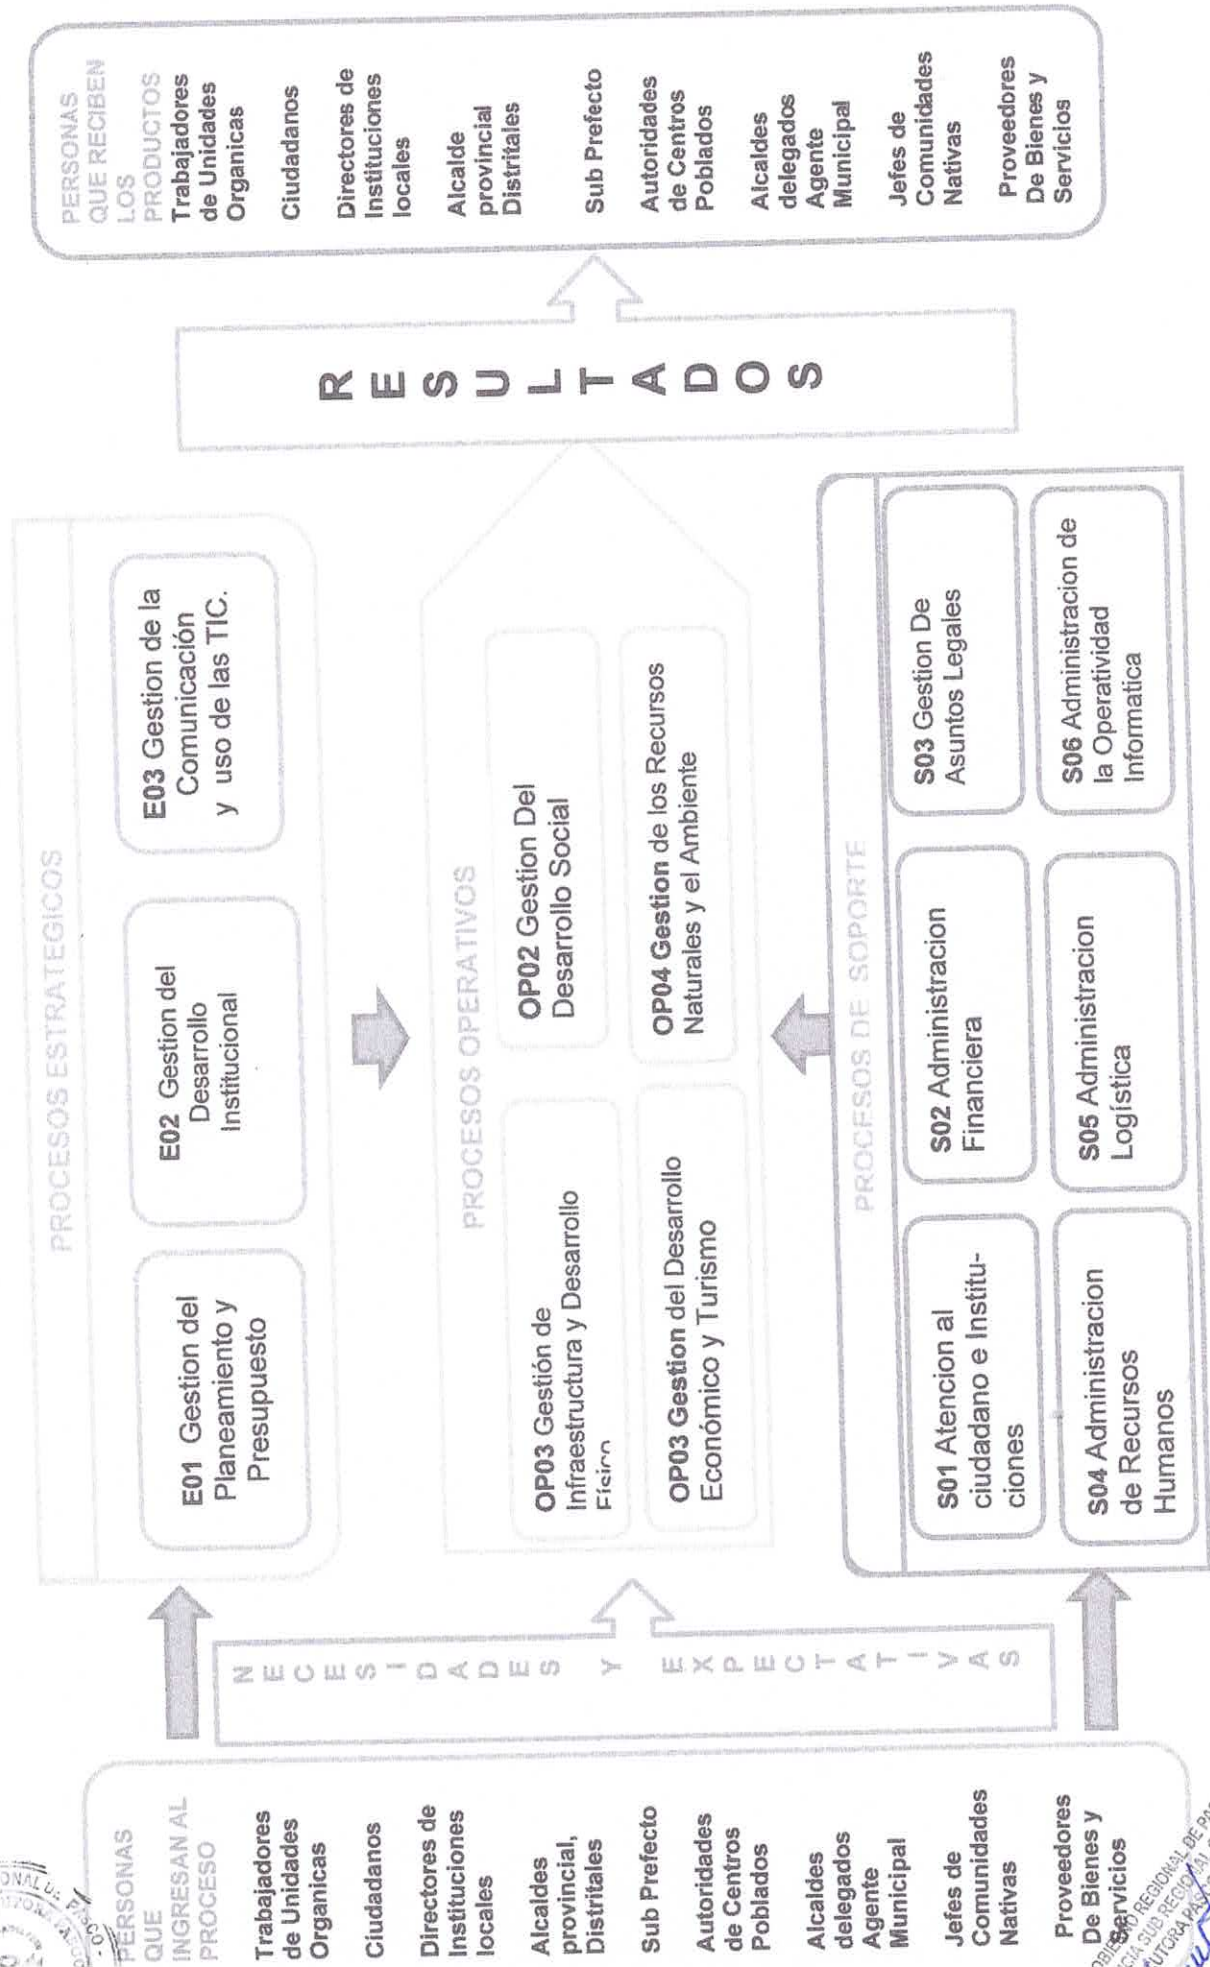 PERSONAS
QUE
INGRESAN AL
PROCESO
Trabajadores
de Unidades
Organicas
Ciudadanos
Directores de
Instituciones
locales
Alcaldes
provincial,
Distritales
Sub Prefecto
Autoridades
de Centros
Poblados
Alcaldes
delegados
Agente
Municipal
Jefes de
Comunidades
Nativas
Proveedores
De Bienes y
Servicios
NECESIDADES Y EXPECTATIVAS
PROCESOS ESTRATEGICOS
E01 Gestion del
Planeamiento y
Presupuesto
E02 Gestion del
Desarrollo
Institucional
E03 Gestion de la
Comunicación
y uso de las TIC.
PROCESOS OPERATIVOS
OP03 Gestión de
Infraestructura y Desarrollo
Físico
OP02 Gestion Del
Desarrollo Social
OP03 Gestion del Desarrollo
Económico y Turismo
OP04 Gestion de los Recursos
Naturales y el Ambiente
PROCESOS DE SOPORTE
S01 Atencion al
ciudadano e Institu-
ciones
S02 Administracion
Financiera
S03 Gestion De
Asuntos Legales
S04 Administracion
de Recursos
Humanos
S05 Administracion
Logística
S06 Administracion de
la Operatividad
Informatica
RESULTADOS
PERSONAS
QUE RECIBEN
LOS
PRODUCTOS
Trabajadores
de Unidades
Organicas
Ciudadanos
Directores de
Instituciones
locales
Alcalde
provincial
Distritales
Sub Prefecto
Autoridades
de Centros
Poblados
Alcaldes
delegados
Agente
Municipal
Jefes de
Comunidades
Nativas
Proveedores
De Bienes y
Servicios
REGIONAL DE
SUB REGIONAL